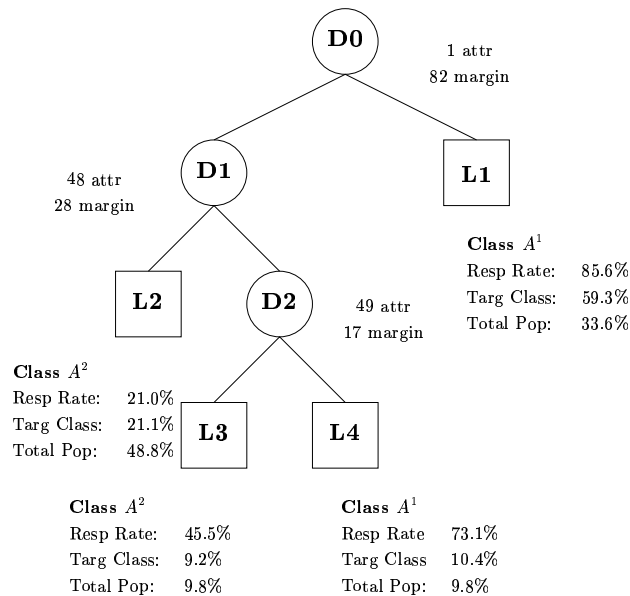 D0
1 attr
82 margin
D1
48 attr
28 margin
L1
Class A¹
Resp Rate: 85.6%
Targ Class: 59.3%
Total Pop: 33.6%
L2
D2
49 attr
17 margin
Class A²
Resp Rate: 21.0%
Targ Class: 21.1%
Total Pop: 48.8%
L3
L4
Class A²
Resp Rate: 45.5%
Targ Class: 9.2%
Total Pop: 9.8%
Class A¹
Resp Rate 73.1%
Targ Class 10.4%
Total Pop: 9.8%